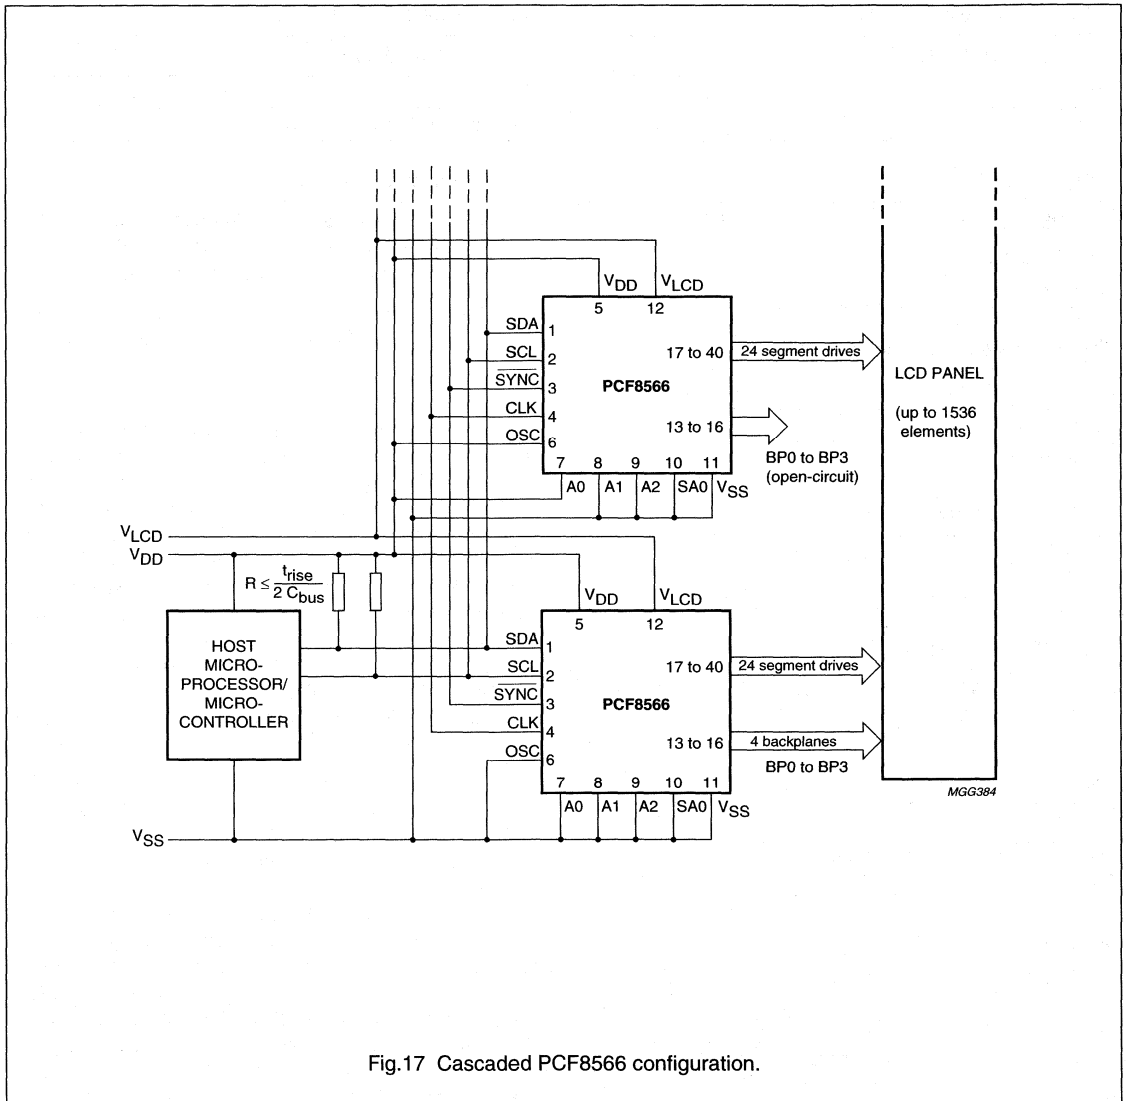 VDD VLCD
5 12
SDA 1
SCL 2
SYNC 3
CLK 4
OSC 6
17 to 40
24 segment drives
PCF8566
13 to 16
BP0 to BP3
(open-circuit)
7 8 9 10 11
A0 A1 A2 SA0 VSS
LCD PANEL
(up to 1536
elements)
VLCD
VDD
R ≤ trise
2 Cbus
VDD VLCD
5 12
HOST
MICRO-
PROCESSOR/
MICRO-
CONTROLLER
SDA 1
SCL 2
SYNC 3
CLK 4
OSC 6
17 to 40
24 segment drives
PCF8566
13 to 16
4 backplanes
BP0 to BP3
7 8 9 10 11
A0 A1 A2 SA0 VSS
MGG384
VSS
Fig.17 Cascaded PCF8566 configuration.